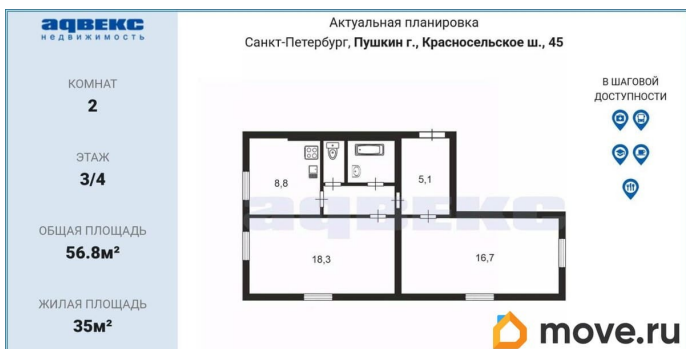 адвекс
недвижимость
КОМНАТ
2
ЭТАЖ
3/4
ОБЩАЯ ПЛОЩАДЬ
56.8м²
ЖИЛАЯ ПЛОЩАДЬ
35м²
Актуальная планировка
Санкт-Петербург, Пушкин г., Красносельское ш., 45
В ШАГОВОЙ
ДОСТУПНОСТИ
8,8
5,1
адвекс
18,3
16,7
move.ru